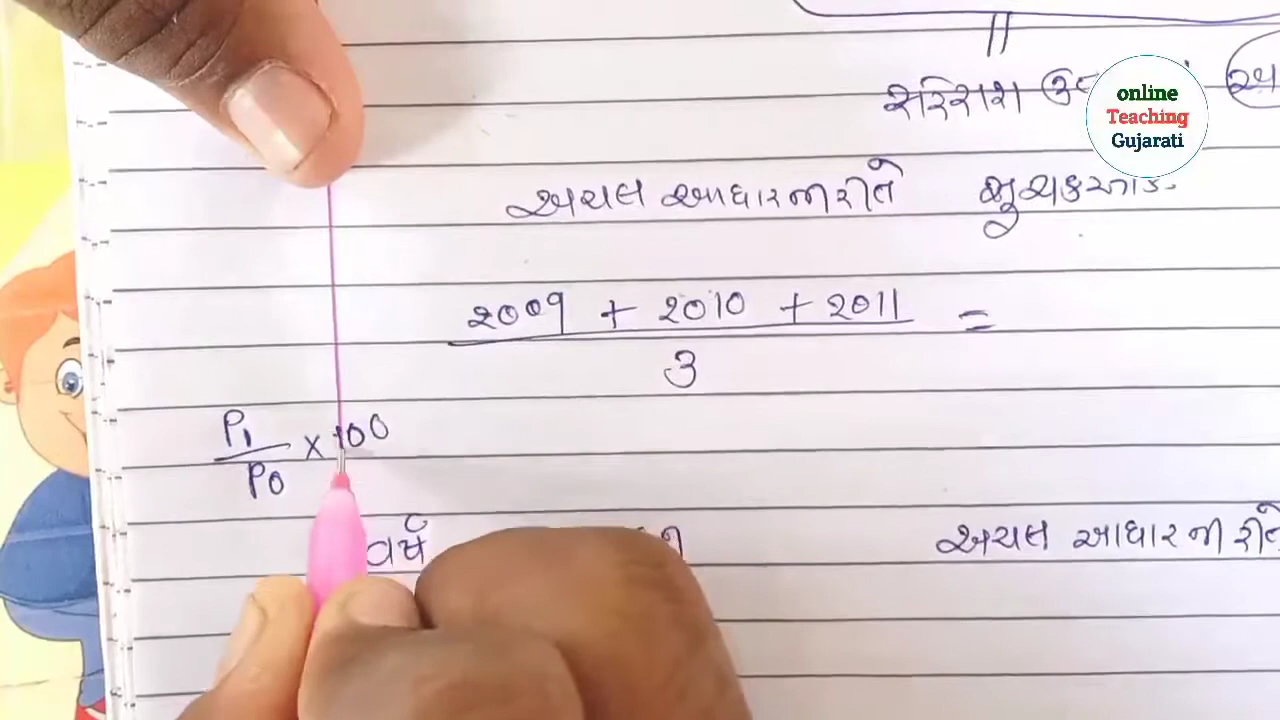 સરેરાશ
online
Teaching
Gujarati
અચલ આધારની રીતે સૂચકઆંક
2009 + 2010 + 2011 =
3
P₁
P₀ × 100
વર્ષ
અચલ આધારની રીતે